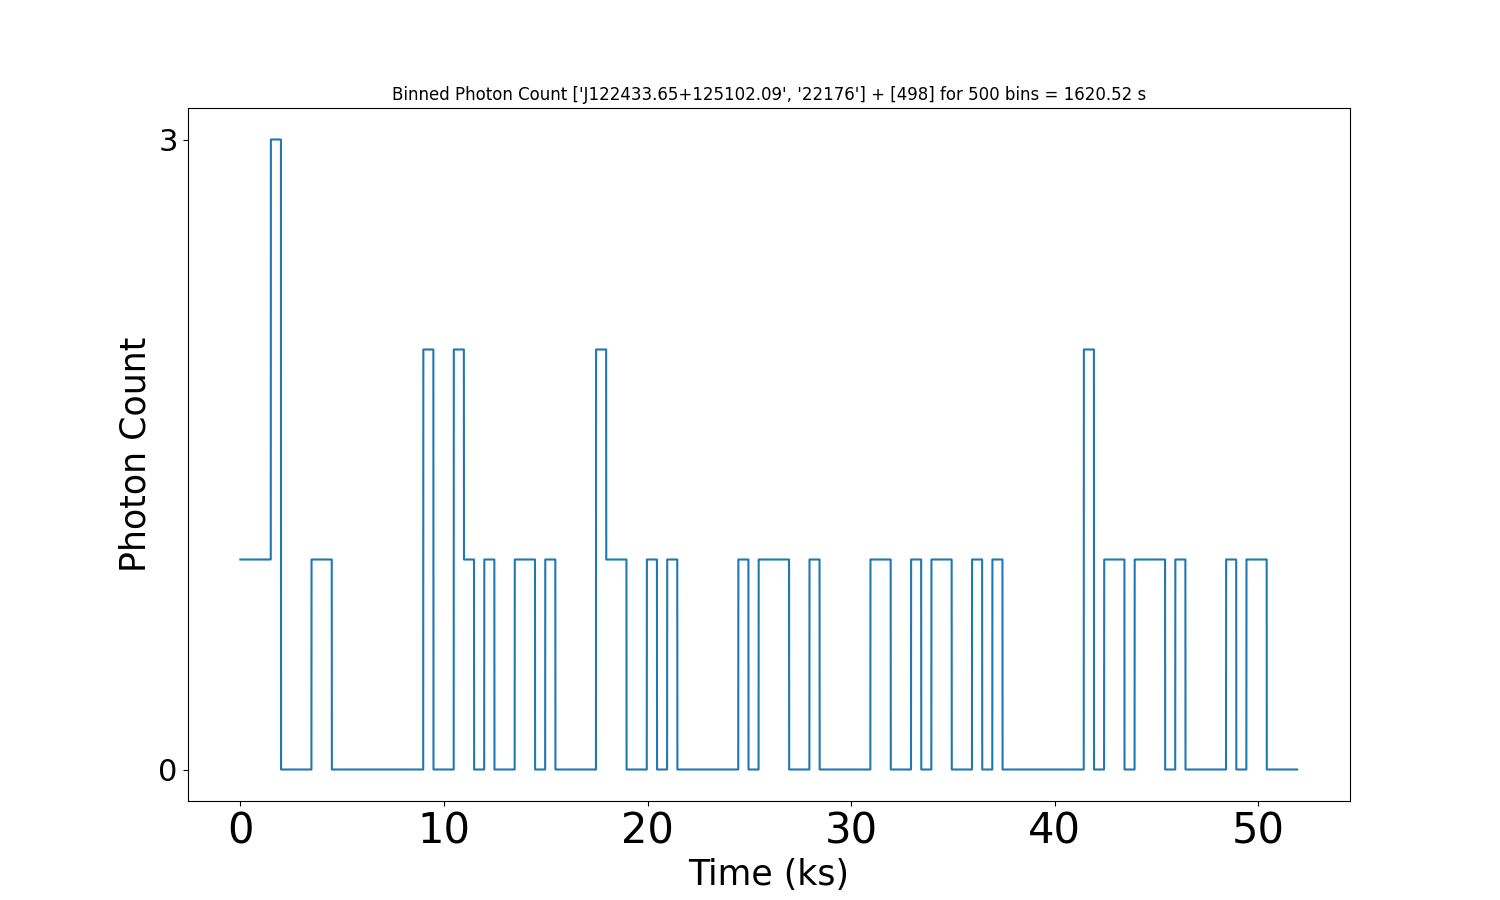 Binned Photon Count ['J122433.65+125102.09', '22176'] + [498] for 500 bins = 1620.52 s
3
Photon Count
0
0 10 20 30 40 50
Time (ks)